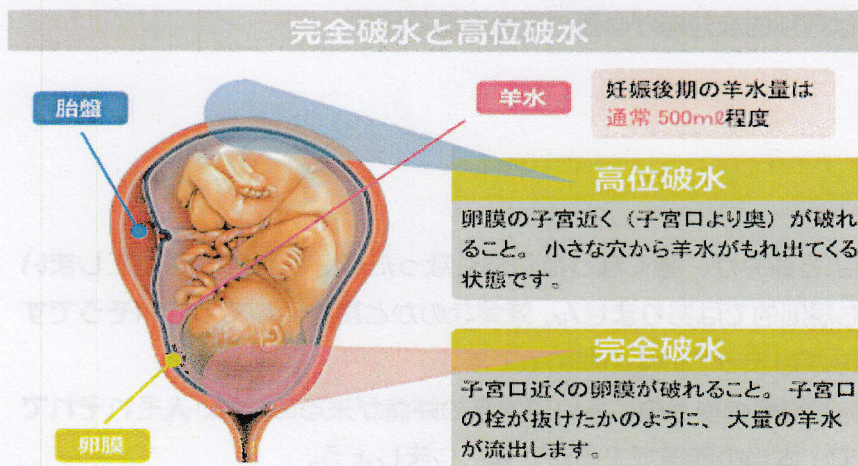 完全破水と高位破水
胎盤
羊水
妊娠後期の羊水量は
通常 500mℓ程度
高位破水
卵膜の子宮近く（子宮口より奥）が破れ
ること。 小さな穴から羊水がもれ出てくる
状態です。
完全破水
子宮口近くの卵膜が破れること。 子宮口
の栓が抜けたかのように、 大量の羊水
が流出します。
卵膜